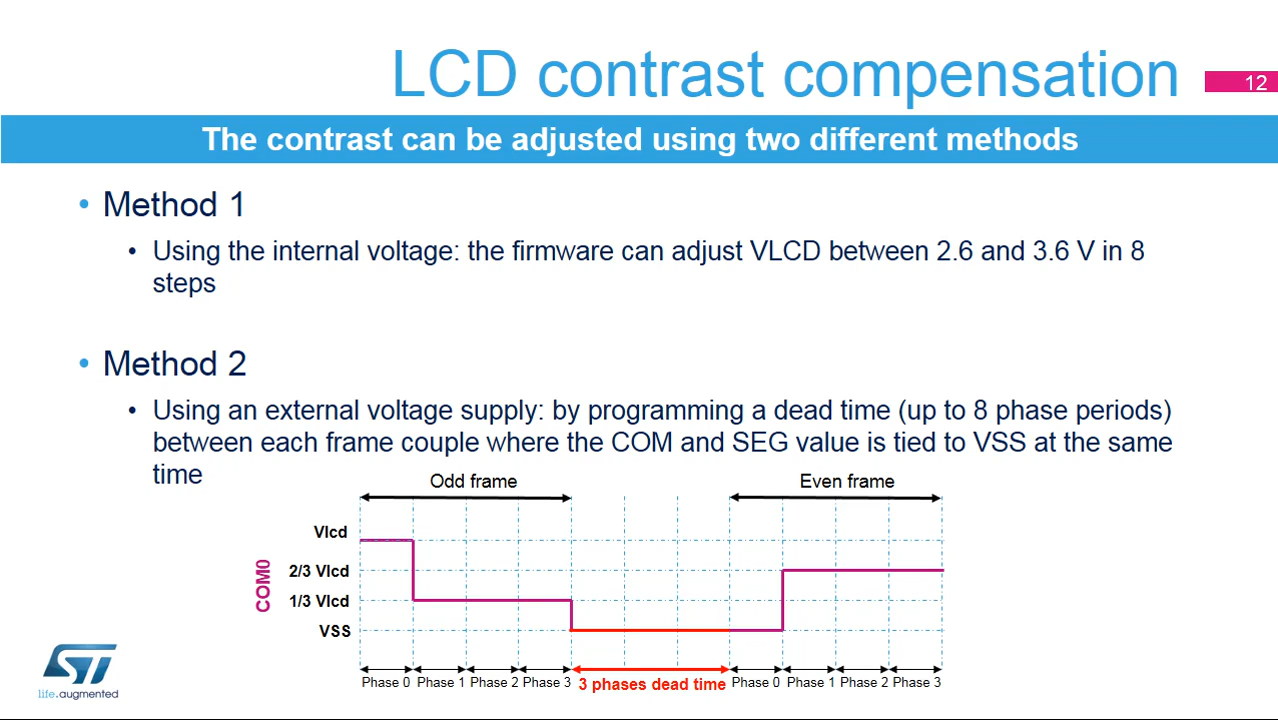 LCD contrast compensation
12
The contrast can be adjusted using two different methods
• Method 1
• Using the internal voltage: the firmware can adjust VLCD between 2.6 and 3.6 V in 8
steps
• Method 2
• Using an external voltage supply: by programming a dead time (up to 8 phase periods)
between each frame couple where the COM and SEG value is tied to VSS at the same
time
Odd frame
Even frame
Vlcd
2/3 Vlcd
1/3 Vlcd
VSS
COM0
Phase 0 Phase 1 Phase 2 Phase 3 3 phases dead time Phase 0 Phase 1 Phase 2 Phase 3
ST
life.augmented